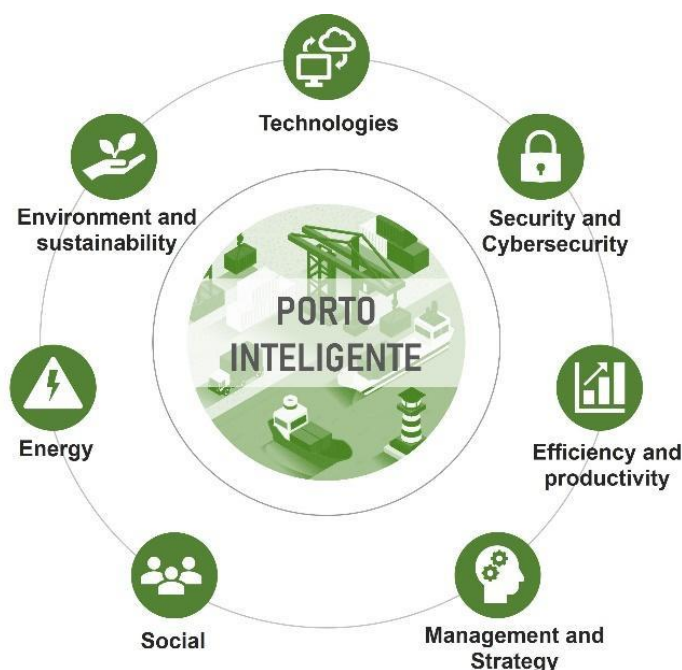 Technologies
Security and
Cybersecurity
Efficiency and
productivity
Management and
Strategy
Social
Energy
Environment and
sustainability
PORTO
INTELIGENTE